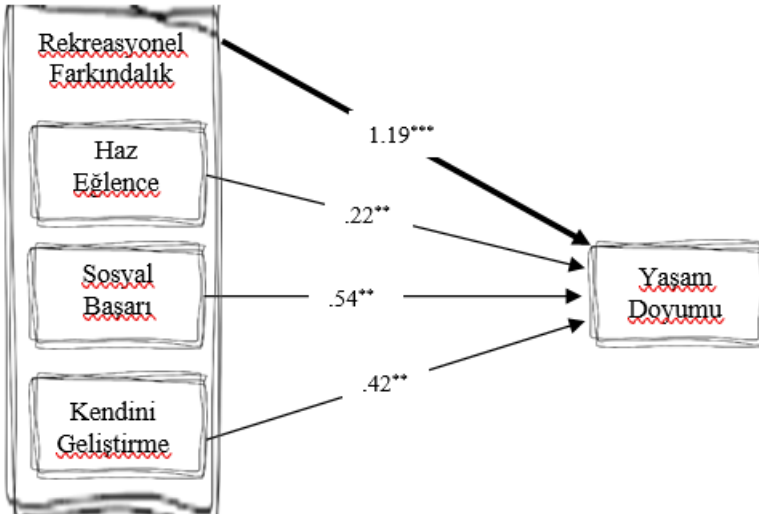 Rekreasyonel
Farkındalık
Haz
Eğlence
Sosyal
Başarı
Kendini
Geliştirme
1.19***
.22**
.54**
.42**
Yaşam
Doyumu